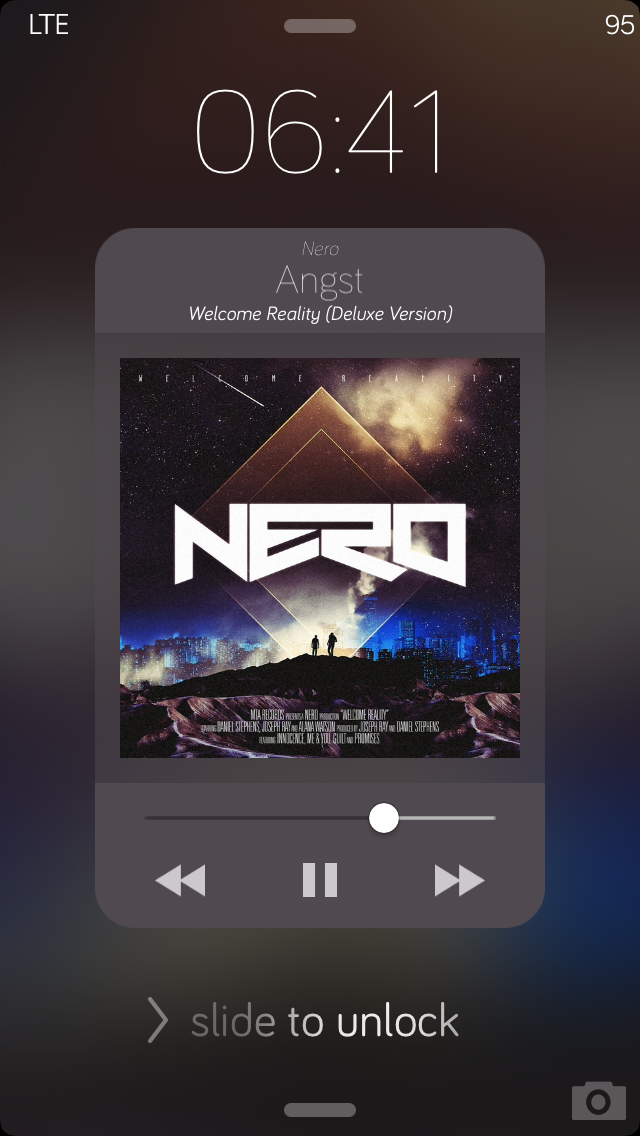 LTE 95
06:41
Nero
Angst
Welcome Reality (Deluxe Version)
WELCOME REALITY
NERO
MTA RECORDS PRESENTS A NERO PRODUCTION "WELCOME REALITY"
STARRING DANIEL STEPHENS, JOSEPH RAY AND ALANA WATSON PRODUCED BY JOSEPH RAY AND DANIEL STEPHENS
FEATURING INNOCENCE, ME & YOU, GUILT AND PROMISES
slide to unlock